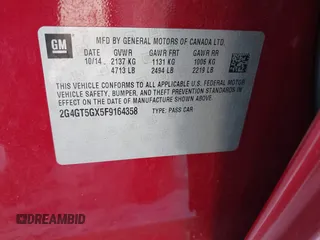 GM
MFD BY GENERAL MOTORS OF CANADA LTD.
DATE GVWR GAWR FRT GAWR RR
10/14 2137 KG 1131 KG 1006 KG
4713 LB 2494 LB 2219 LB
THIS VEHICLE CONFORMS TO ALL APPLICABLE U.S. FEDERAL MOTOR
VEHICLE SAFETY, BUMPER, AND THEFT PREVENTION STANDARDS IN
EFFECT ON THE DATE OF MANUFACTURE SHOWN ABOVE.
2G4GT5GX5F9164358
TYPE: PASS CAR
DREAMBID